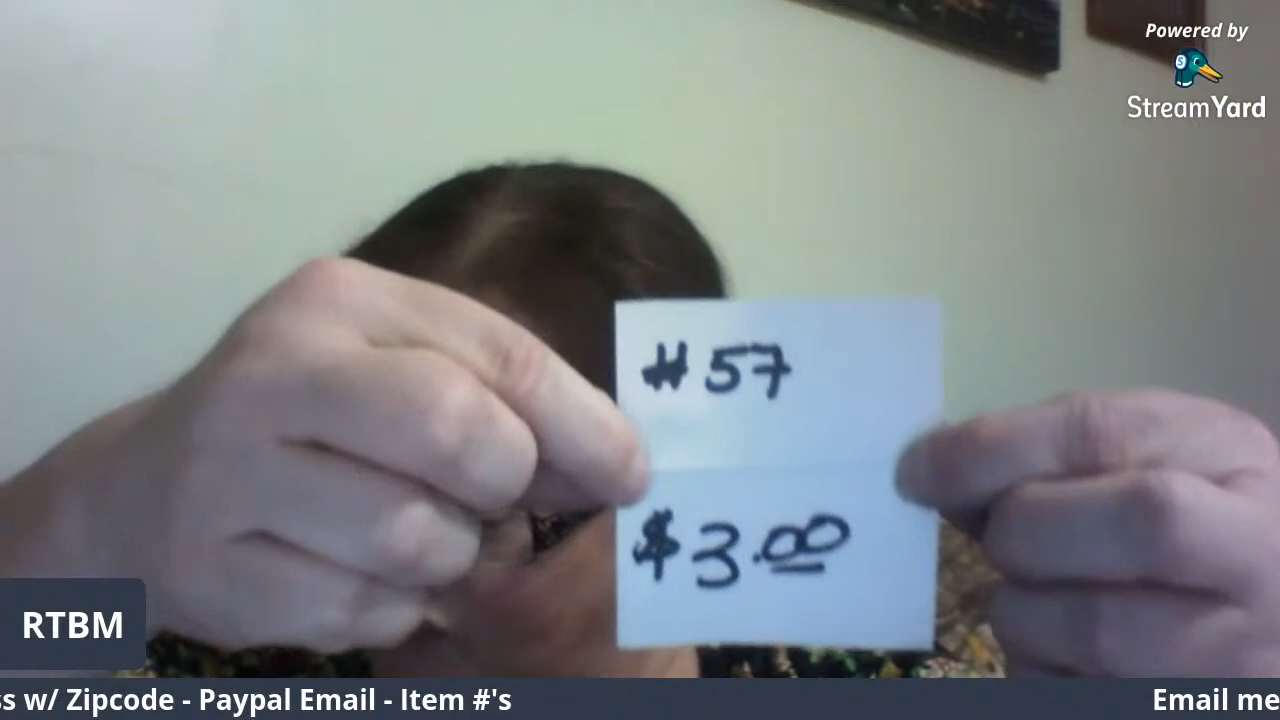 Powered by
StreamYard
#57
$3.00
RTBM
ss w/ Zipcode - Paypal Email - Item #'s
Email me